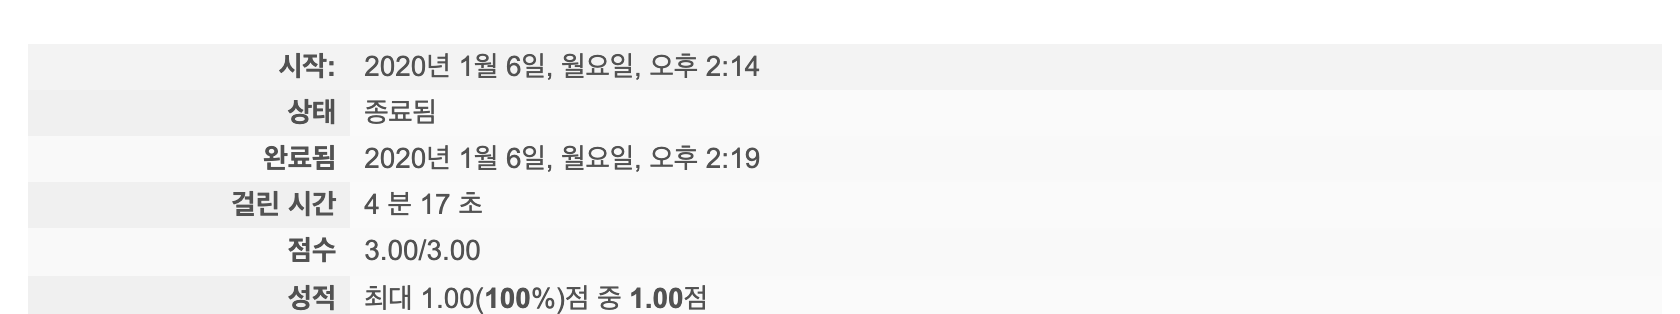 시작: 2020년 1월 6일, 월요일, 오후 2:14
상태 종료됨
완료됨 2020년 1월 6일, 월요일, 오후 2:19
걸린 시간 4 분 17 초
점수 3.00/3.00
성적 최대 1.00(100%)점 중 1.00점